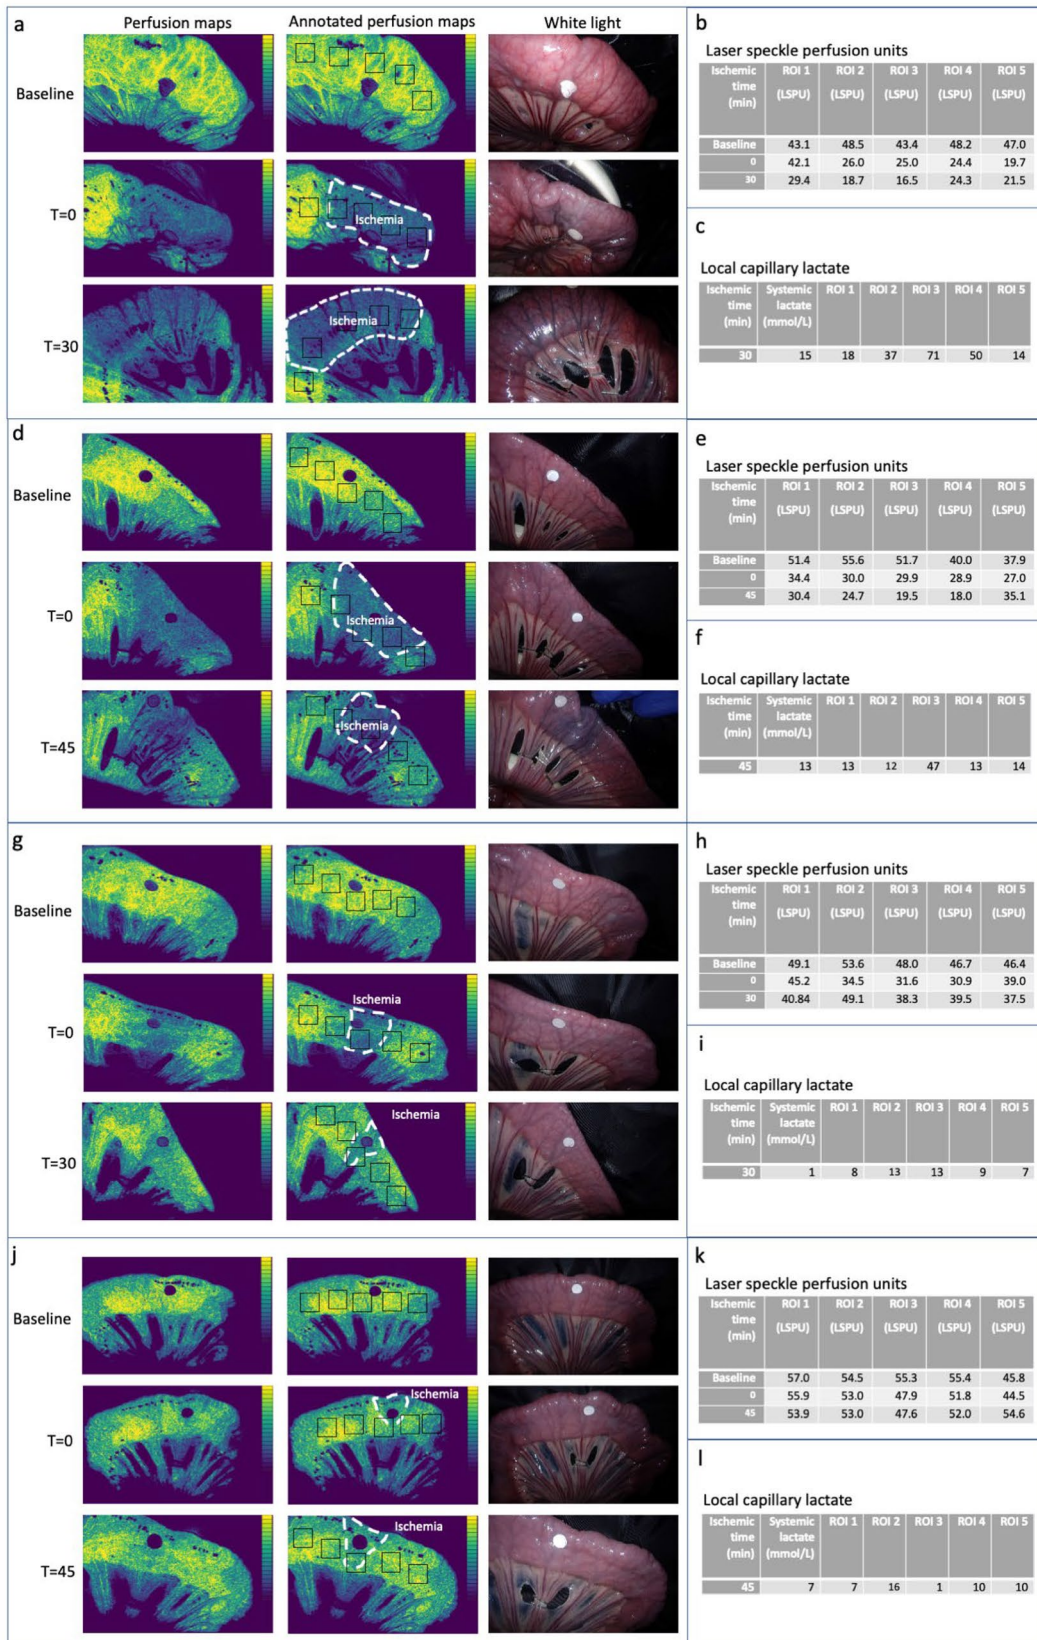 Perfusion maps Annotated perfusion maps White light
a
Baseline
T=0
Ischemia
T=30
Ischemia
b
Laser speckle perfusion units
Ischemic time (min) ROI 1 (LSPU) ROI 2 (LSPU) ROI 3 (LSPU) ROI 4 (LSPU) ROI 5 (LSPU)
Baseline 43.1 48.5 43.4 48.2 47.0
0 42.1 26.0 25.0 24.4 19.7
30 29.4 18.7 16.5 24.3 21.5
c
Local capillary lactate
Ischemic time (min) Systemic lactate (mmol/L) ROI 1 ROI 2 ROI 3 ROI 4 ROI 5
30 15 18 37 71 50 14
d
Baseline
T=0
Ischemia
T=45
Ischemia
e
Laser speckle perfusion units
Ischemic time (min) ROI 1 (LSPU) ROI 2 (LSPU) ROI 3 (LSPU) ROI 4 (LSPU) ROI 5 (LSPU)
Baseline 51.4 55.6 51.7 40.0 37.9
0 34.4 30.0 29.9 28.9 27.0
45 30.4 24.7 19.5 18.0 35.1
f
Local capillary lactate
Ischemic time (min) Systemic lactate (mmol/L) ROI 1 ROI 2 ROI 3 ROI 4 ROI 5
45 13 13 12 47 13 14
g
Baseline
T=0
Ischemia
T=30
Ischemia
h
Laser speckle perfusion units
Ischemic time (min) ROI 1 (LSPU) ROI 2 (LSPU) ROI 3 (LSPU) ROI 4 (LSPU) ROI 5 (LSPU)
Baseline 49.1 53.6 48.0 46.7 46.4
0 45.2 34.5 31.6 30.9 39.0
30 40.84 49.1 38.3 39.5 37.5
i
Local capillary lactate
Ischemic time (min) Systemic lactate (mmol/L) ROI 1 ROI 2 ROI 3 ROI 4 ROI 5
30 1 8 13 13 9 7
j
Baseline
T=0
Ischemia
T=45
Ischemia
k
Laser speckle perfusion units
Ischemic time (min) ROI 1 (LSPU) ROI 2 (LSPU) ROI 3 (LSPU) ROI 4 (LSPU) ROI 5 (LSPU)
Baseline 57.0 54.5 55.3 55.4 45.8
0 55.9 53.0 47.9 51.8 44.5
45 53.9 53.0 47.6 52.0 54.6
l
Local capillary lactate
Ischemic time (min) Systemic lactate (mmol/L) ROI 1 ROI 2 ROI 3 ROI 4 ROI 5
45 7 7 16 1 10 10